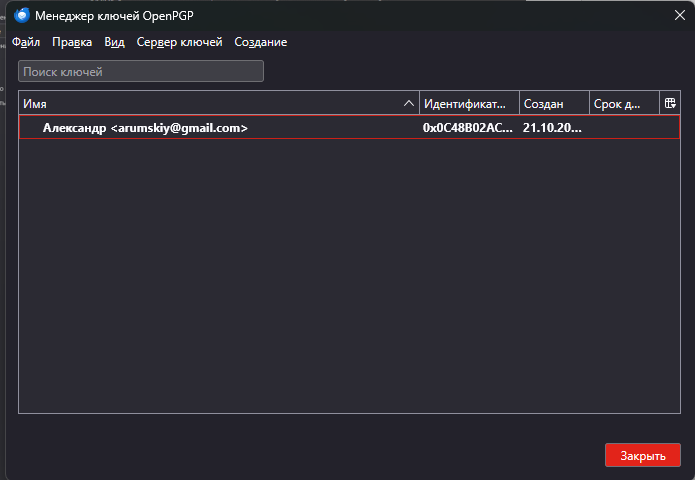 Менеджер ключей OpenPGP
Файл Правка Вид Сервер ключей Создание
Поиск ключей
Имя Идентификат... Создан Срок д...
Александр <arumskiy@gmail.com> 0x0C48B02AC... 21.10.20...
Закрыть